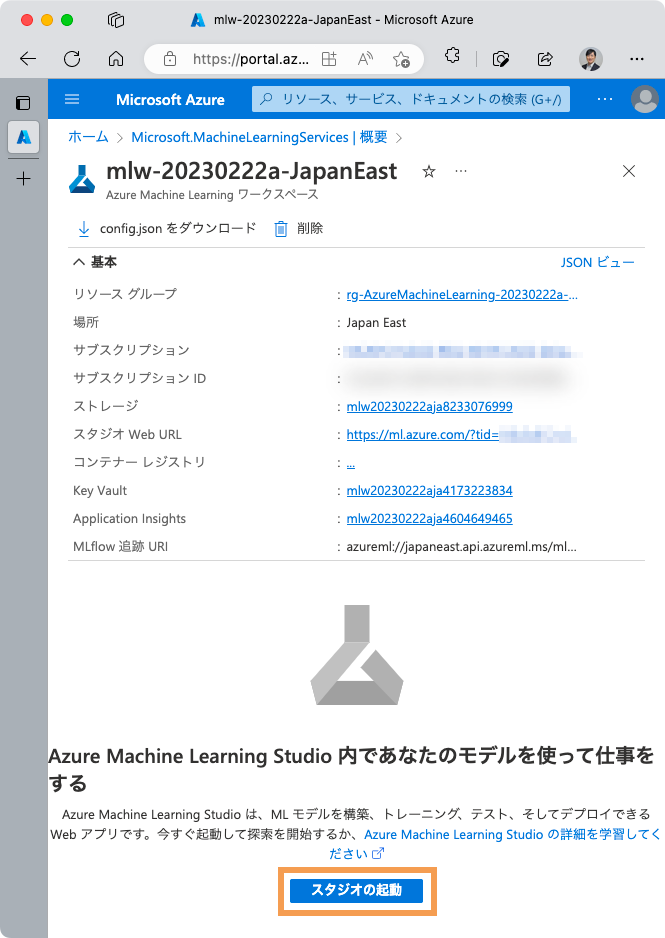 mlw-20230222a-JapanEast - Microsoft Azure
https://portal.az...
Microsoft Azure
リソース、サービス、ドキュメントの検索 (G+/)
ホーム > Microsoft.MachineLearningServices | 概要 >
mlw-20230222a-JapanEast
Azure Machine Learning ワークスペース
config.json をダウンロード 削除
基本 JSON ビュー
リソース グループ : rg-AzureMachineLearning-20230222a-...
場所 : Japan East
サブスクリプション :
サブスクリプション ID :
ストレージ : mlw20230222aja8233076999
スタジオ Web URL : https://ml.azure.com/?tid=
コンテナー レジストリ : ...
Key Vault : mlw20230222aja4173223834
Application Insights : mlw20230222aja4604649465
MLflow 追跡 URI : azureml://japaneast.api.azureml.ms/ml...
Azure Machine Learning Studio 内であなたのモデルを使って仕事を
する
Azure Machine Learning Studio は、ML モデルを構築、トレーニング、テスト、そしてデプロイできる
Web アプリです。今すぐ起動して探索を開始するか、Azure Machine Learning Studio の詳細を学習してく
ださい
スタジオの起動